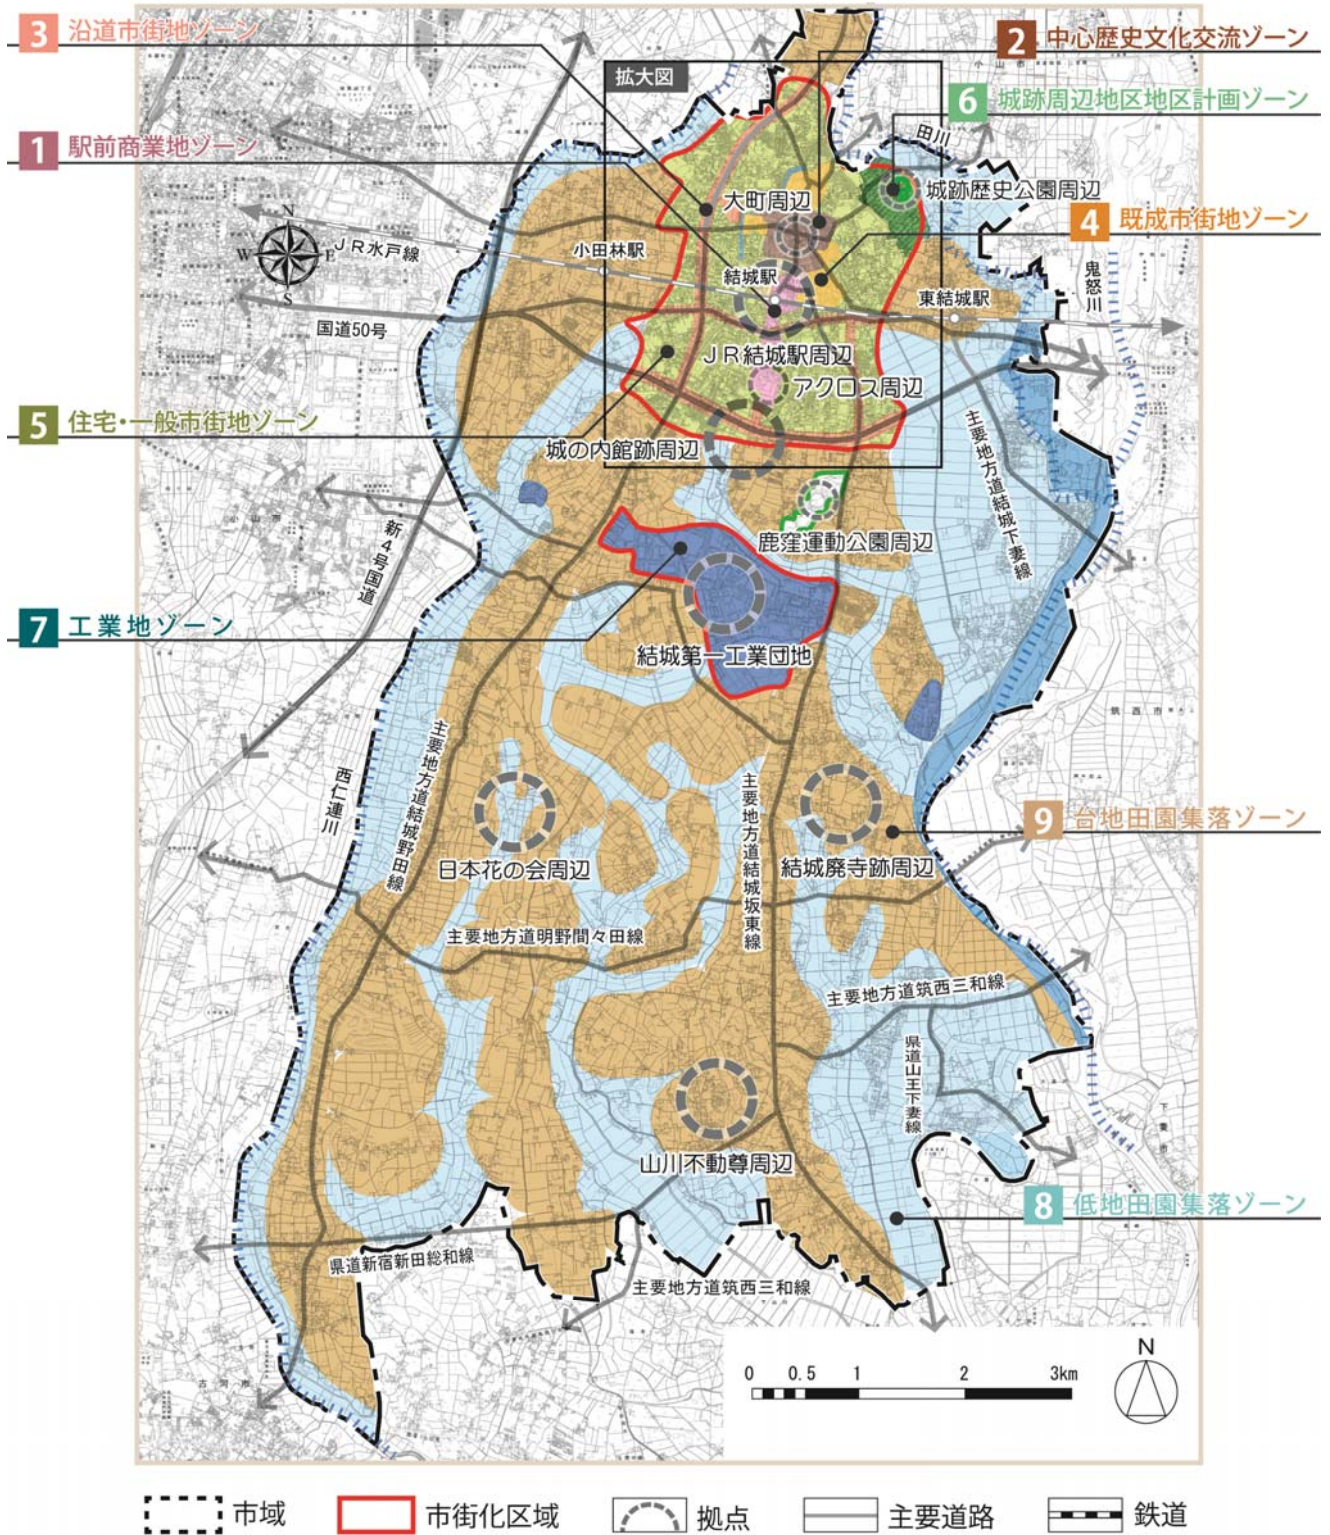 3 沿道市街地ゾーン
2 中心歴史文化交流ゾーン
小山市
拡大図
6 城跡周辺地区地区計画ゾーン
田川
1 駅前商業地ゾーン
城跡歴史公園周辺
大町周辺
4 既成市街地ゾーン
N
W E
S
JR水戸線
小田林駅
結城駅
東結城駅
鬼怒川
国道50号
JR結城駅周辺
アクロス周辺
5 住宅・一般市街地ゾーン
城の内館跡周辺
主要地方道結城下妻線
小山市
新4号国道
鹿窪運動公園周辺
7 工業地ゾーン
結城第一工業団地
筑西市
主要地方道結城野田線
西仁連川
主要地方道結城坂東線
9 台地田園集落ゾーン
日本花の会周辺
結城廃寺跡周辺
主要地方道明野間々田線
主要地方道筑西三和線
県道山王下妻線
下妻市
山川不動尊周辺
8 低地田園集落ゾーン
県道新宿新田総和線
主要地方道筑西三和線
古河市
0 0.5 1 2 3km
N
市域 市街化区域 拠点 主要道路 鉄道